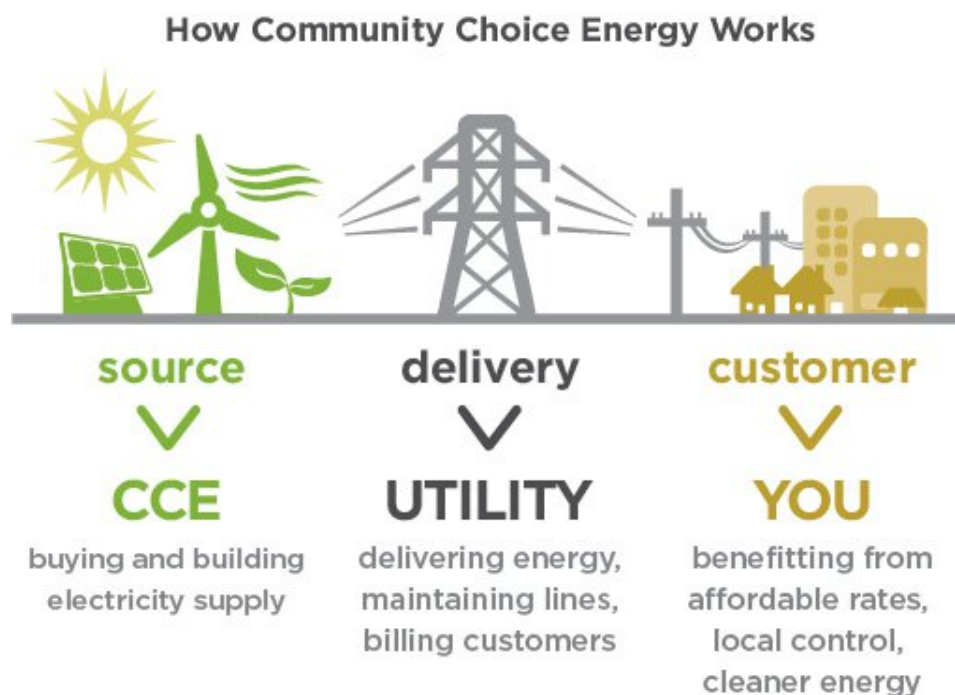 How Community Choice Energy Works
source
CCE
buying and building
electricity supply
delivery
UTILITY
delivering energy,
maintaining lines,
billing customers
customer
YOU
benefitting from
affordable rates,
local control,
cleaner energy